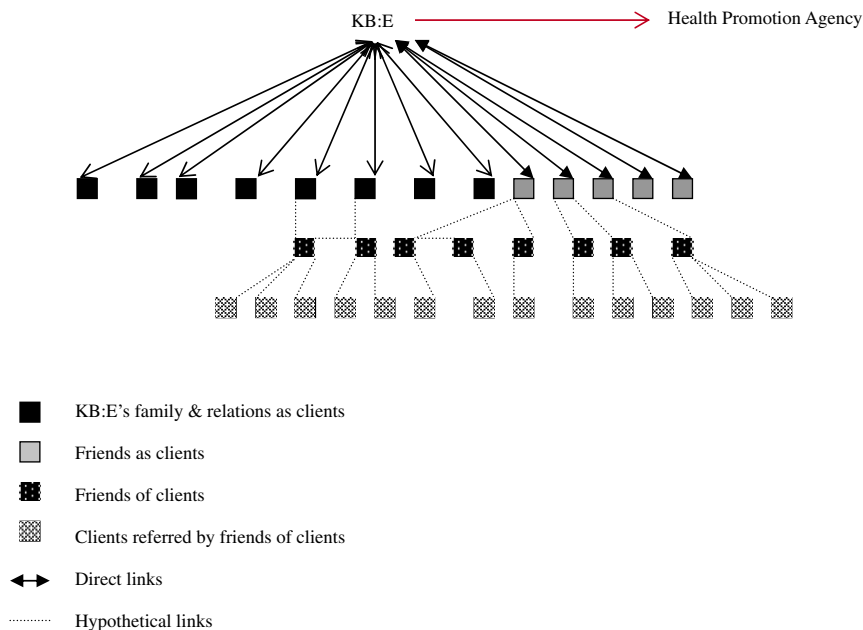 KB:E
Health Promotion Agency
KB:E's family & relations as clients
Friends as clients
Friends of clients
Clients referred by friends of clients
Direct links
Hypothetical links